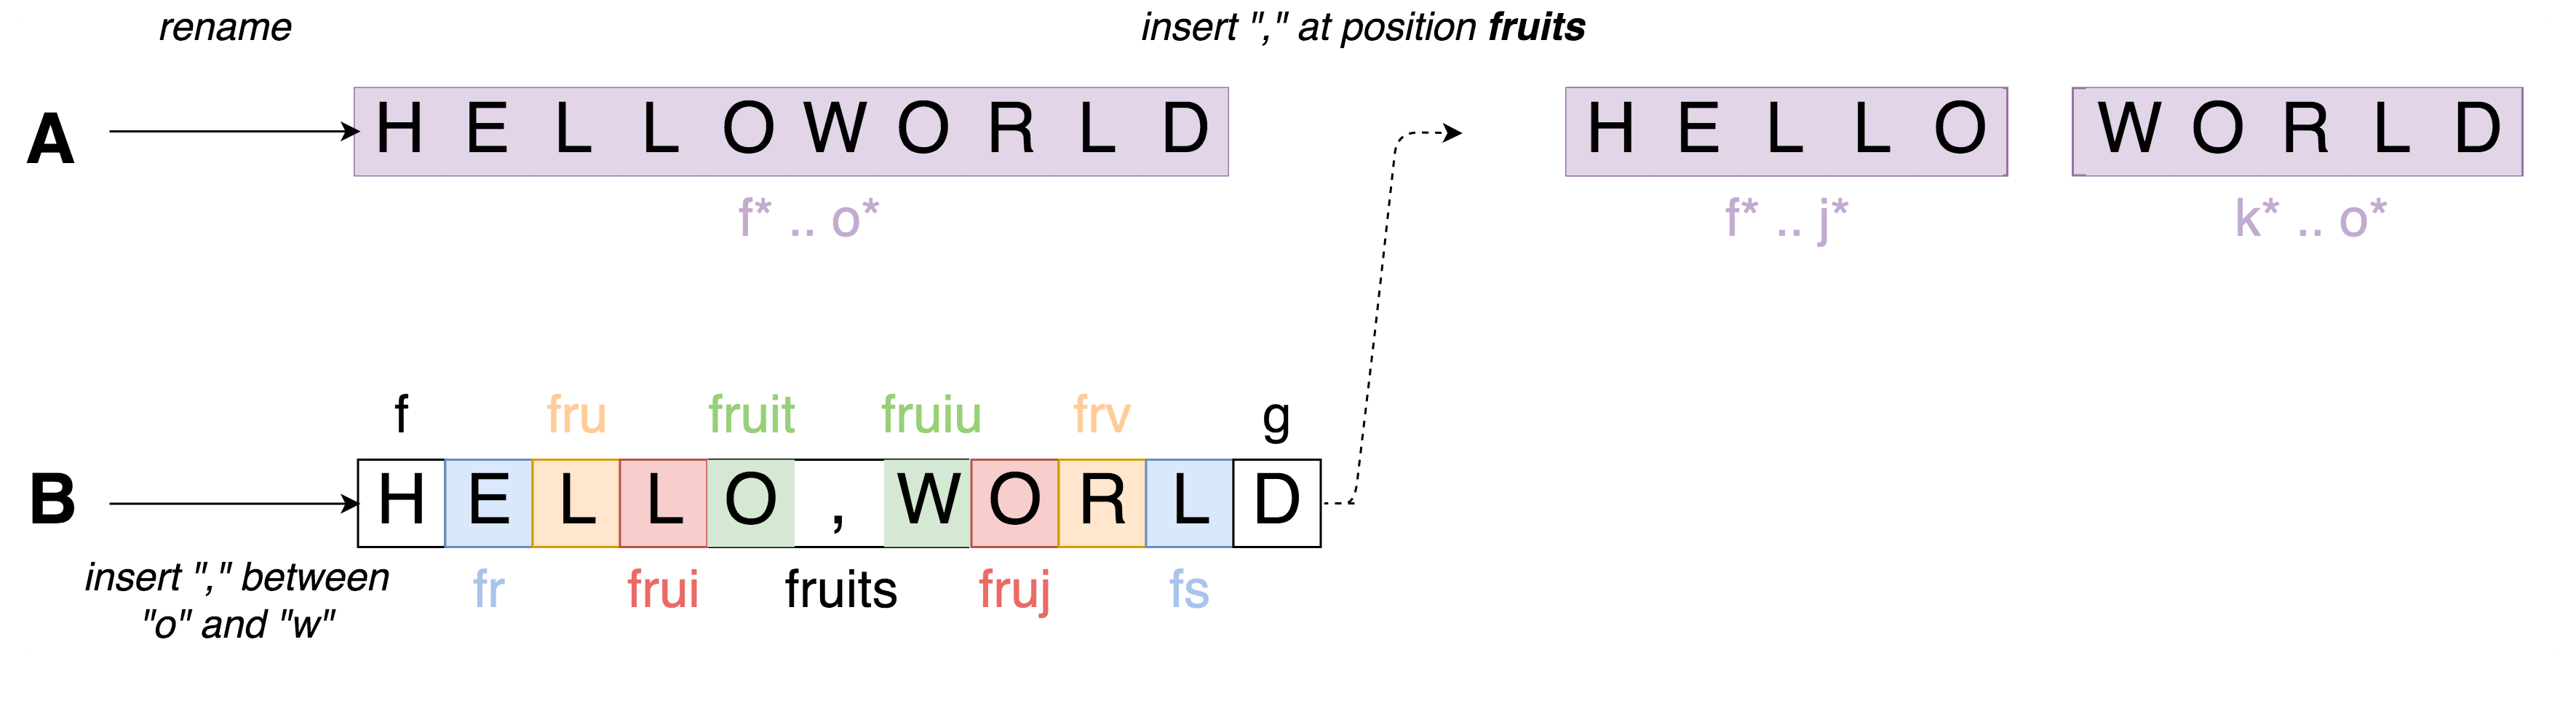 rename
insert "," at position fruits
A
H E L L O W O R L D
H E L L O
W O R L D
f* .. o*
f* .. j*
k* .. o*
f
fru
fruit
fruiu
frv
g
B
H E L L O , W O R L D
insert "," between
"o" and "w"
fr
frui
fruits
fruj
fs